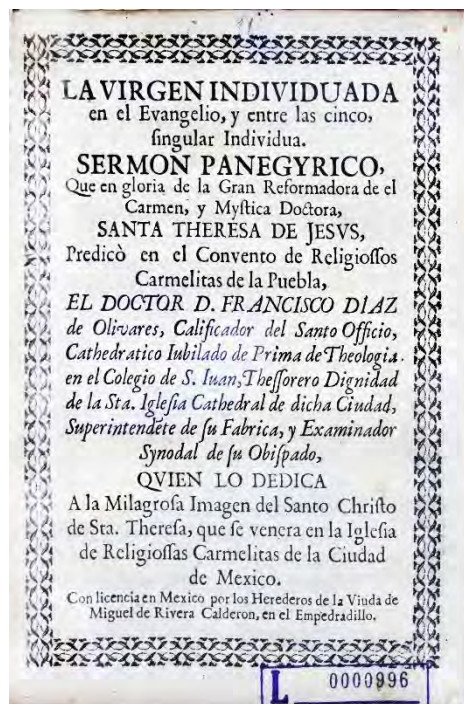 LA VIRGEN INDIVIDUADA
en el Evangelio, y entre las cinco,
ſingular Individua.
SERMON PANEGYRICO,
Que en gloria de la Gran Reformadora de el
Carmen, y Myſtica Doctora,
SANTA THERESA DE JESVS,
Predicò en el Convento de Religioſſos
Carmelitas de la Puebla,
EL DOCTOR D. FRANCISCO DIAZ
de Olivares, Calificador del Santo Officio,
Cathedratico Iubilado de Prima de Theologia
en el Colegio de S. Iuan, Theſſorero Dignidad
de la Sta. Igleſia Cathedral de dicha Ciudad,
Superintendẽte de ſu Fabrica, y Examinador
Synodal de ſu Obiſpado,
QVIEN LO DEDICA
A la Milagroſa Imagen del Santo Chriſto
de Sta. Thereſa, que ſe venera en la Igleſia
de Religioſſas Carmelitas de la Ciudad
de Mexico.
Con licencia en Mexico por los Herederos de la Viuda de
Miguel de Rivera Calderon, en el Empedradillo.
L 0000996